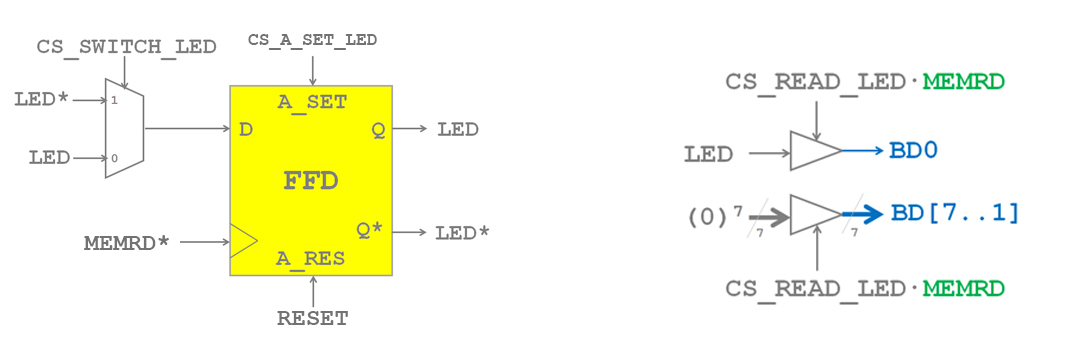 CS_SWITCH_LED
CS_A_SET_LED
LED*
1
LED
0
A_SET
D
Q
LED
FFD
MEMRD*
Q*
LED*
A_RES
RESET
CS_READ_LED·MEMRD
LED
BD0
(0)⁷
7
7
BD[7..1]
CS_READ_LED·MEMRD